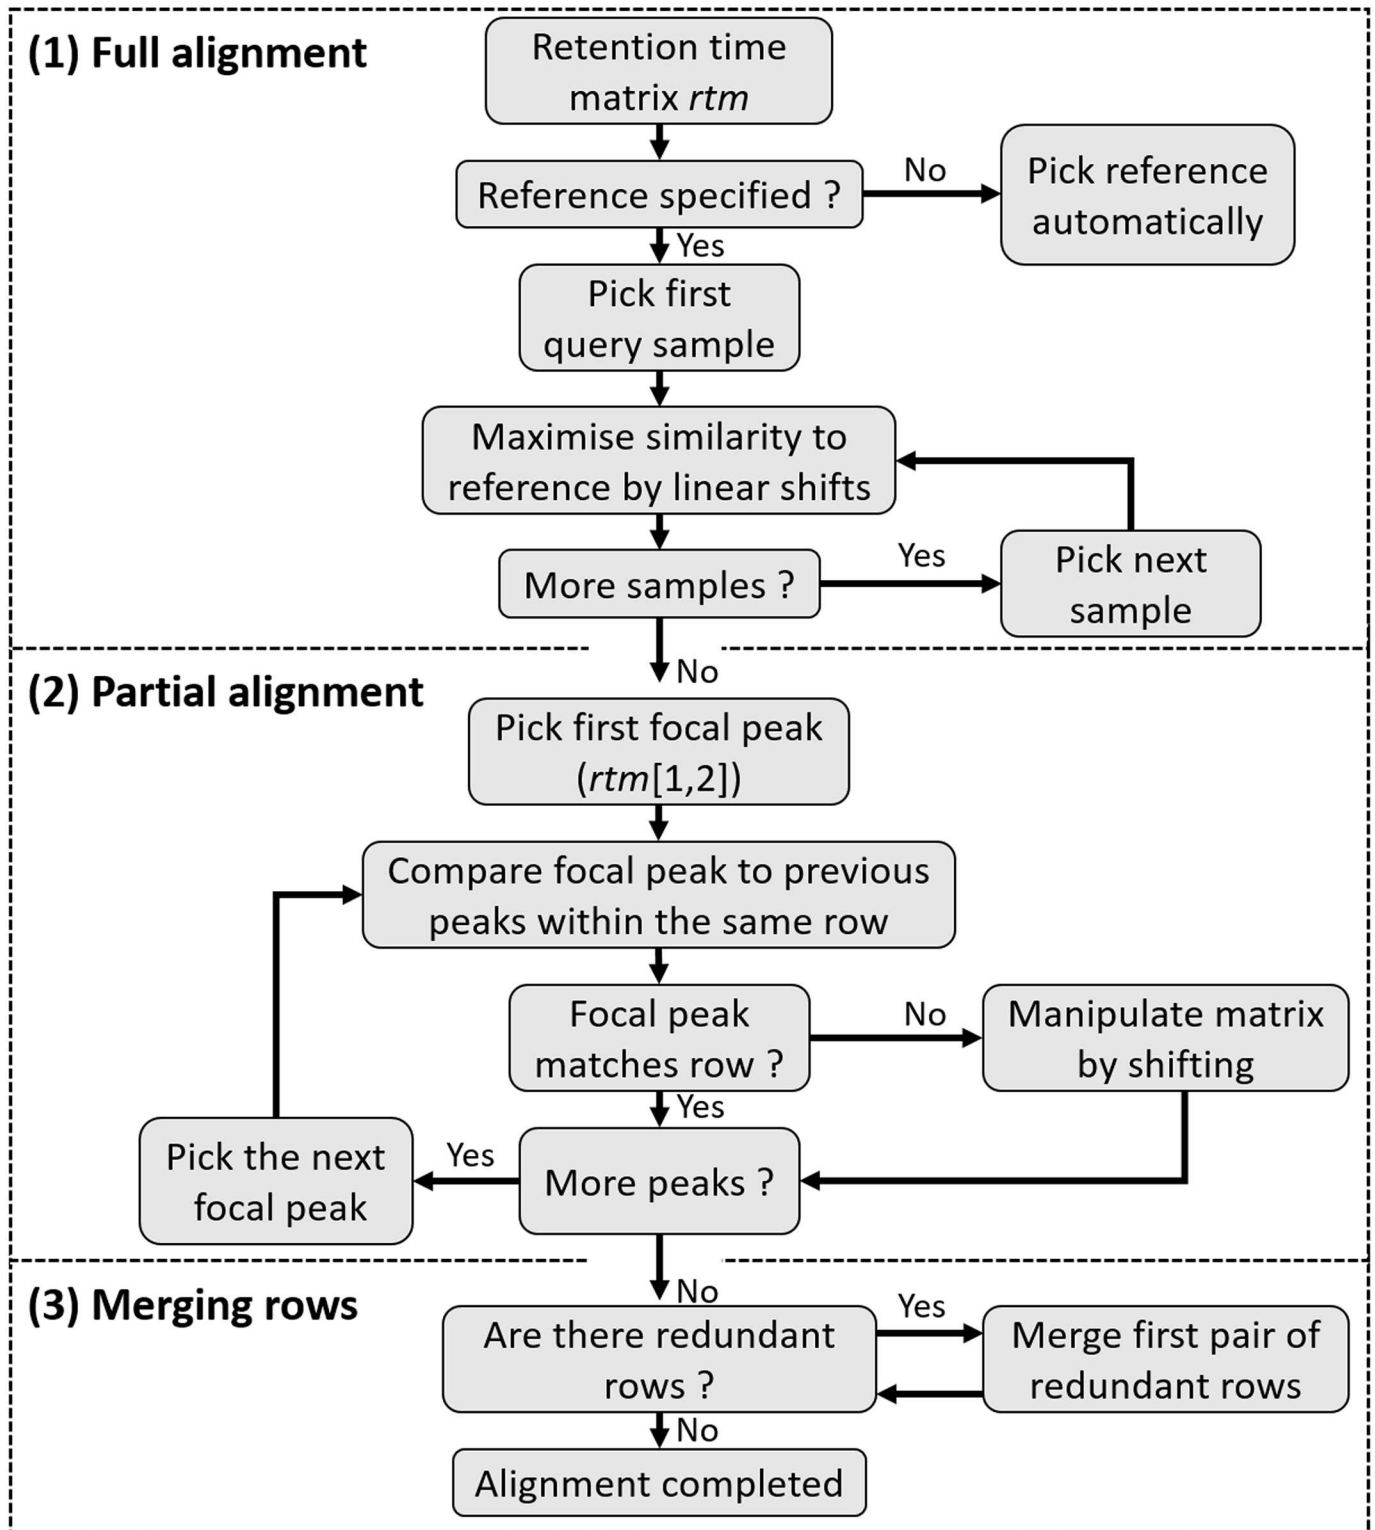 (1) Full alignment
Retention time
matrix rtm
Reference specified ?
No
Pick reference
automatically
Yes
Pick first
query sample
Maximise similarity to
reference by linear shifts
More samples ?
Yes
Pick next
sample
No
(2) Partial alignment
Pick first focal peak
(rtm[1,2])
Compare focal peak to previous
peaks within the same row
Focal peak
matches row ?
No
Manipulate matrix
by shifting
Yes
More peaks ?
Yes
Pick the next
focal peak
No
(3) Merging rows
Are there redundant
rows ?
Yes
Merge first pair of
redundant rows
No
Alignment completed